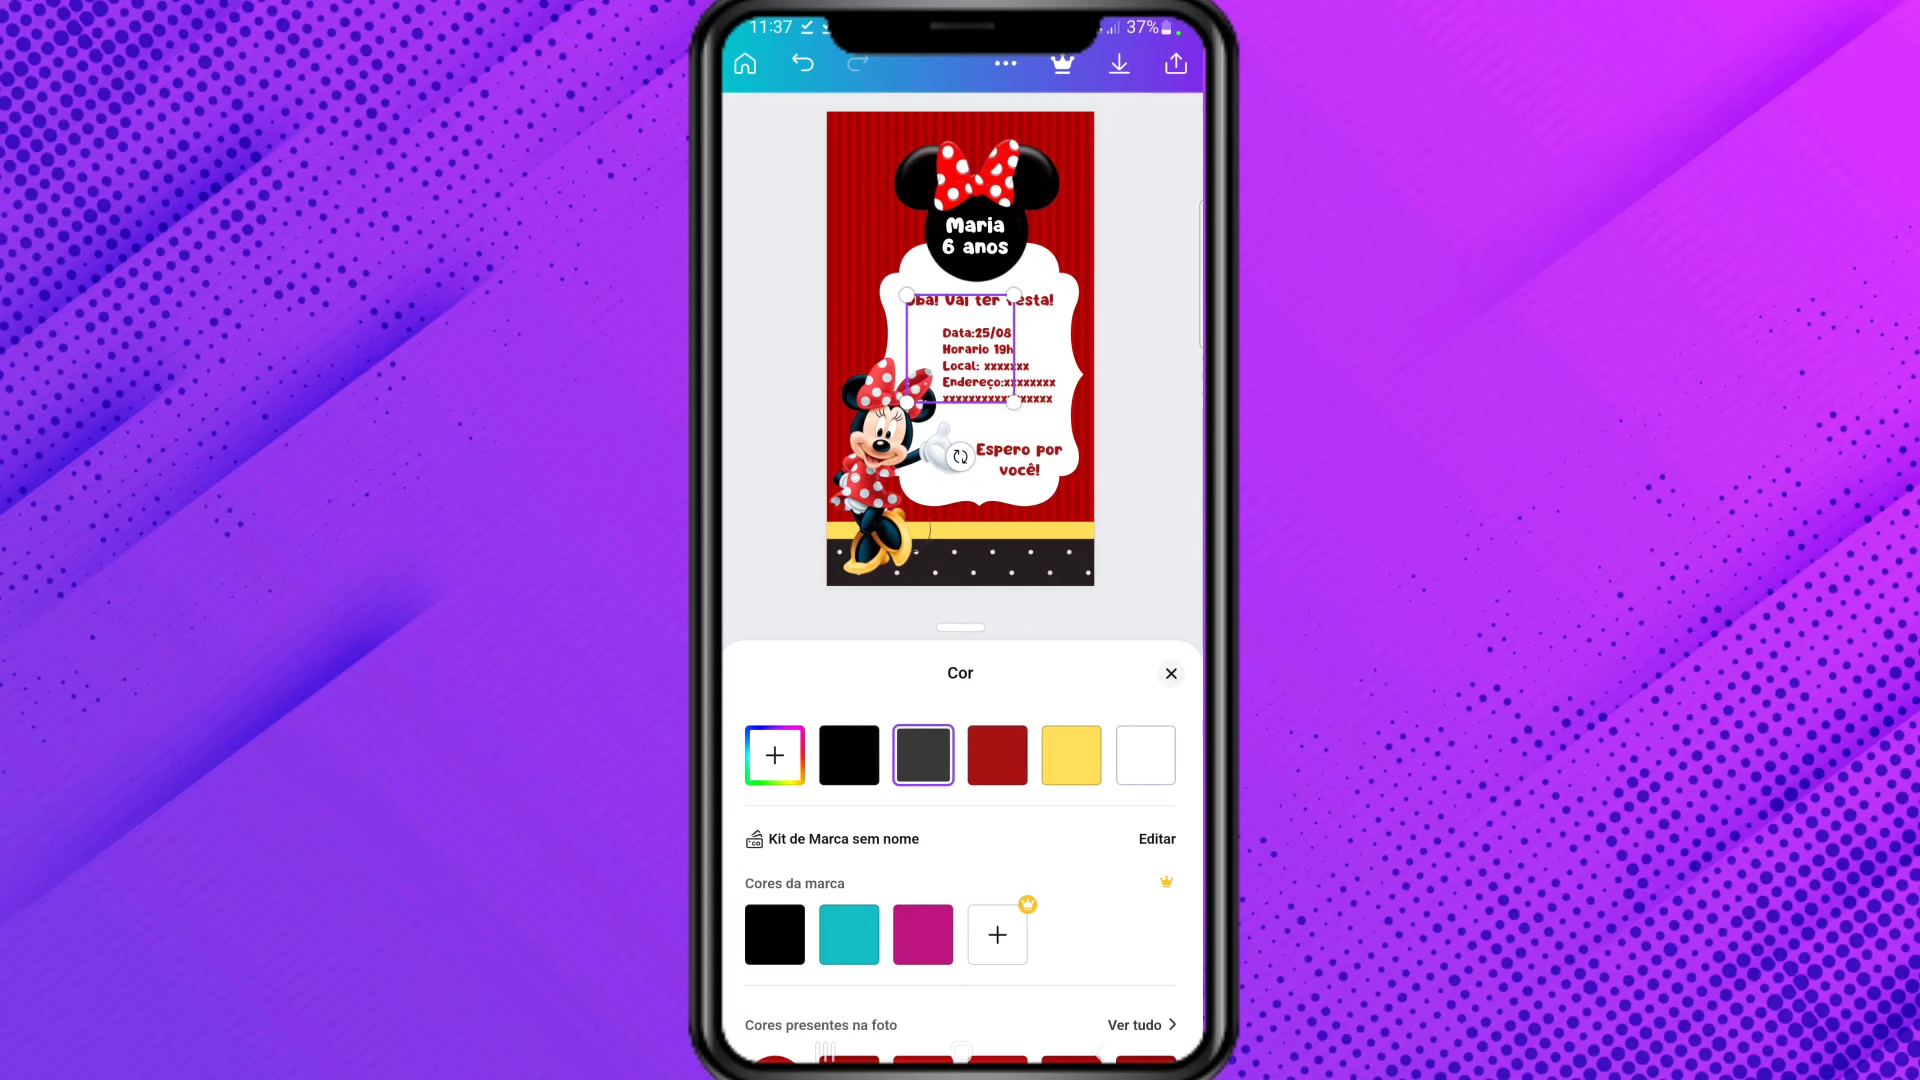 11:37
37%
Maria
6 anos
Oba! Vai ter festa!
Data:25/08
Horario 19h
Local: xxxxxxx
Endereço:xxxxxxxx
Espero por
você!
Cor
Kit de Marca sem nome
Editar
Cores da marca
Cores presentes na foto
Ver tudo